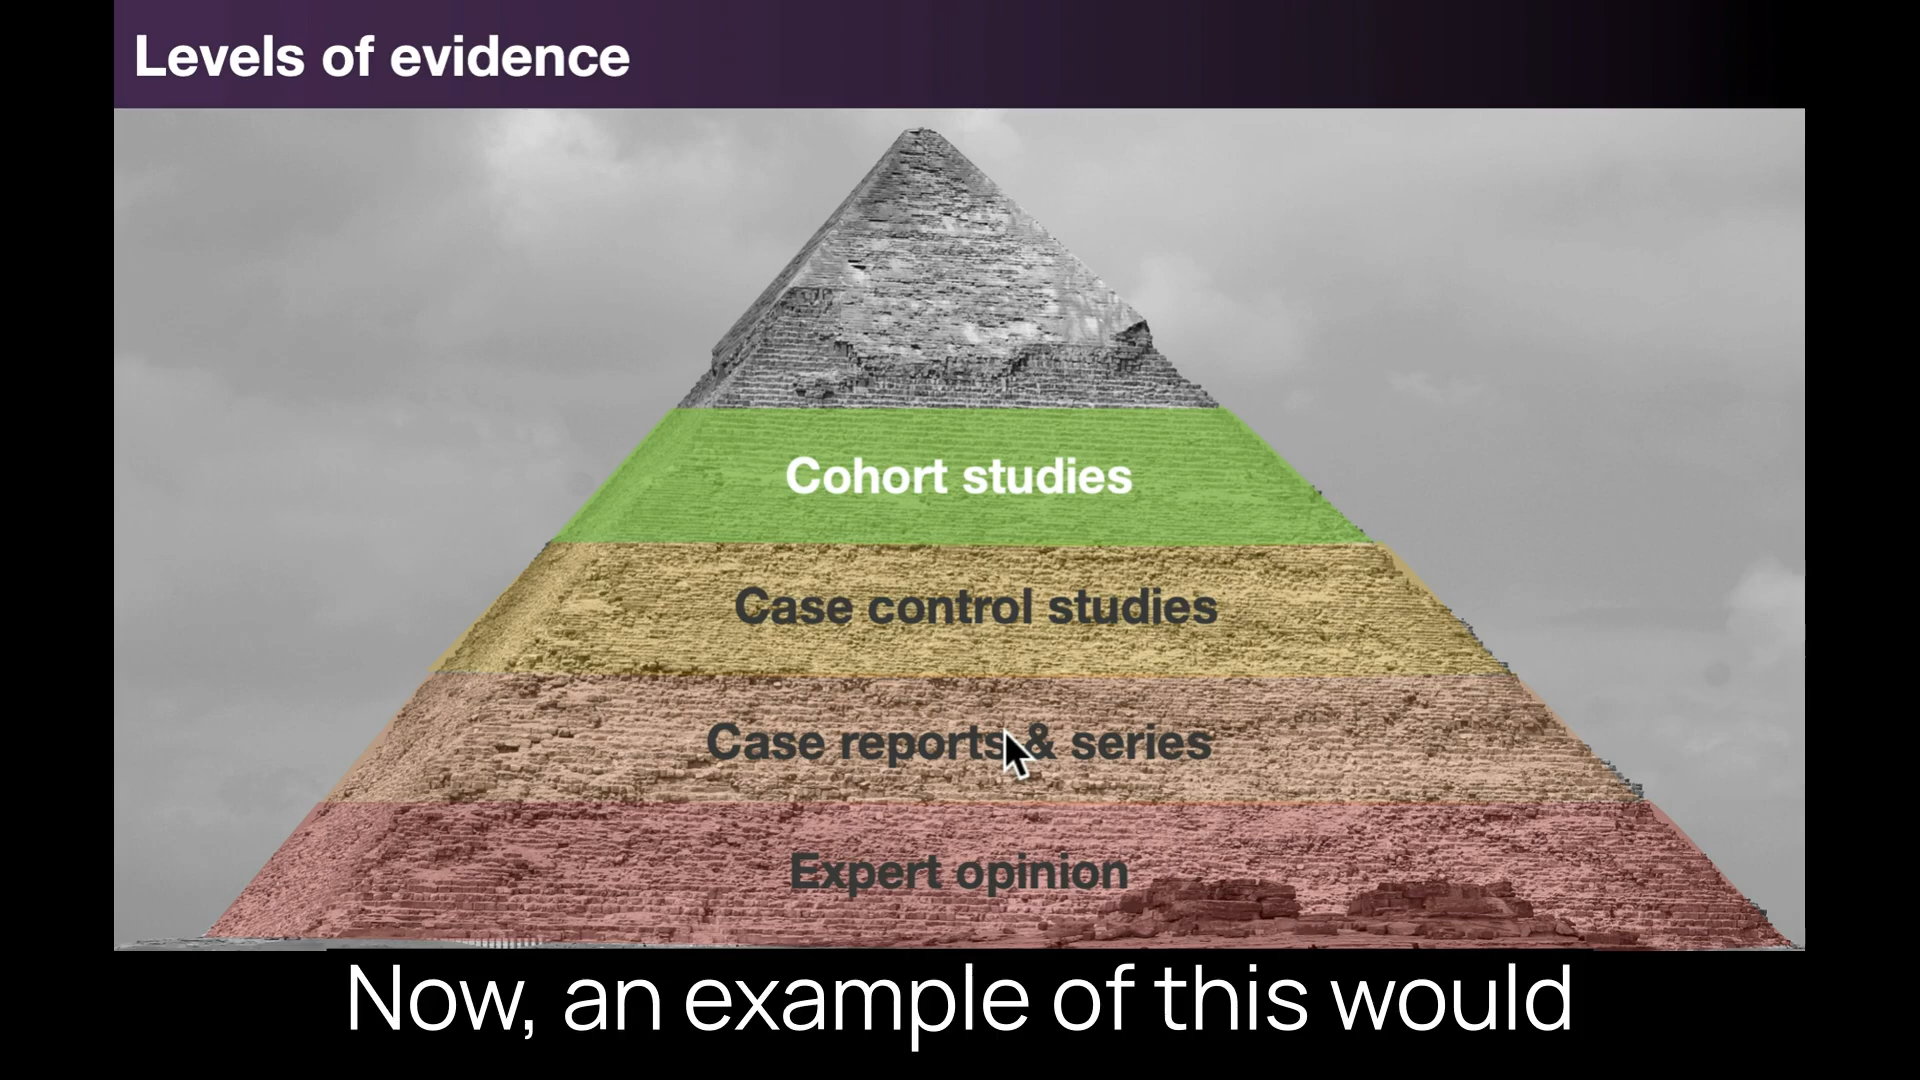 Levels of evidence
Cohort studies
Case control studies
Case reports & series
Expert opinion
Now, an example of this would